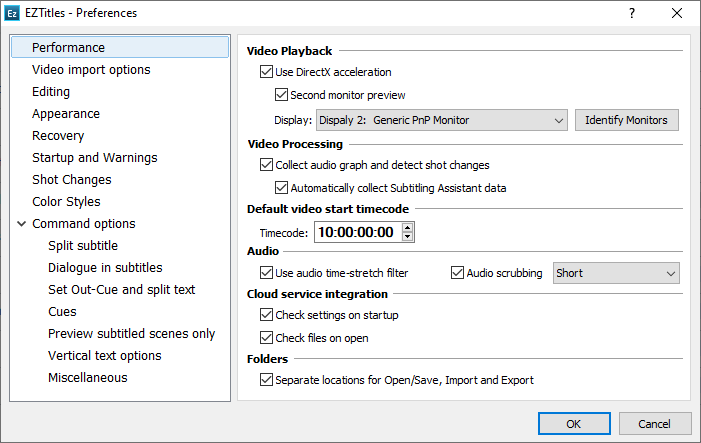 Ez EZTitles - Preferences
Performance
Video import options
Editing
Appearance
Recovery
Startup and Warnings
Shot Changes
Color Styles
Command options
Split subtitle
Dialogue in subtitles
Set Out-Cue and split text
Cues
Preview subtitled scenes only
Vertical text options
Miscellaneous
Video Playback
Use DirectX acceleration
Second monitor preview
Display: Dispaly 2: Generic PnP Monitor Identify Monitors
Video Processing
Collect audio graph and detect shot changes
Automatically collect Subtitling Assistant data
Default video start timecode
Timecode: 10:00:00:00
Audio
Use audio time-stretch filter Audio scrubbing Short
Cloud service integration
Check settings on startup
Check files on open
Folders
Separate locations for Open/Save, Import and Export
OK Cancel